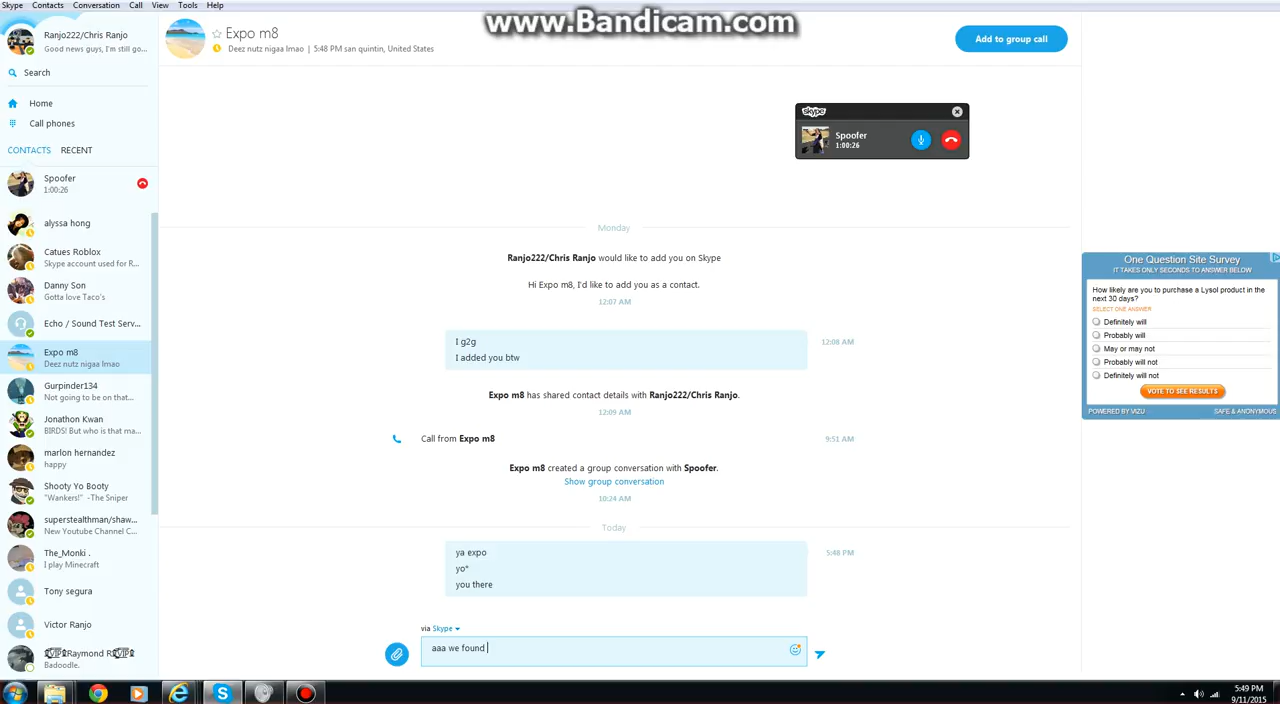 Skype Contacts Conversation Call View Tools Help
www.Bandicam.com
Ranjo222/Chris Ranjo
Good news guys, I'm still go...
Expo m8
Deez nutz nigaa lmao | 5:48 PM san quintin, United States
Add to group call
Search
Home
Call phones
CONTACTS RECENT
Spoofer
1:00:26
alyssa hong
Catues Roblox
Skype account used for R...
Danny Son
Gotta love Taco's
Echo / Sound Test Serv...
Expo m8
Deez nutz nigaa lmao
Gurpinder134
Not going to be on that...
Jonathon Kwan
BIRDS! But who is that ma...
marlon hernandez
happy
Shooty Yo Booty
"Wankers!" -The Sniper
superstealthman/shaw...
New Youtube Channel C...
The_Monki .
I play Minecraft
Tony segura
Victor Ranjo
Badoodle,
skype
Spoofer
1:00:26
Monday
Ranjo222/Chris Ranjo would like to add you on Skype
Hi Expo m8, I'd like to add you as a contact.
12:07 AM
I g2g
12:08 AM
I added you btw
Expo m8 has shared contact details with Ranjo222/Chris Ranjo.
12:09 AM
Call from Expo m8
9:51 AM
Expo m8 created a group conversation with Spoofer.
Show group conversation
10:24 AM
Today
ya expo
5:48 PM
yo*
you there
via Skype
aaa we found
One Question Site Survey
IT TAKES ONLY SECONDS TO ANSWER BELOW
How likely are you to purchase a Lysol product in the
next 30 days?
SELECT ONE ANSWER
Definitely will
Probably will
May or may not
Probably will not
Definitely will not
VOTE TO SEE RESULTS
POWERED BY VIZU SAFE & ANONYMOUS
5:49 PM
9/11/2015